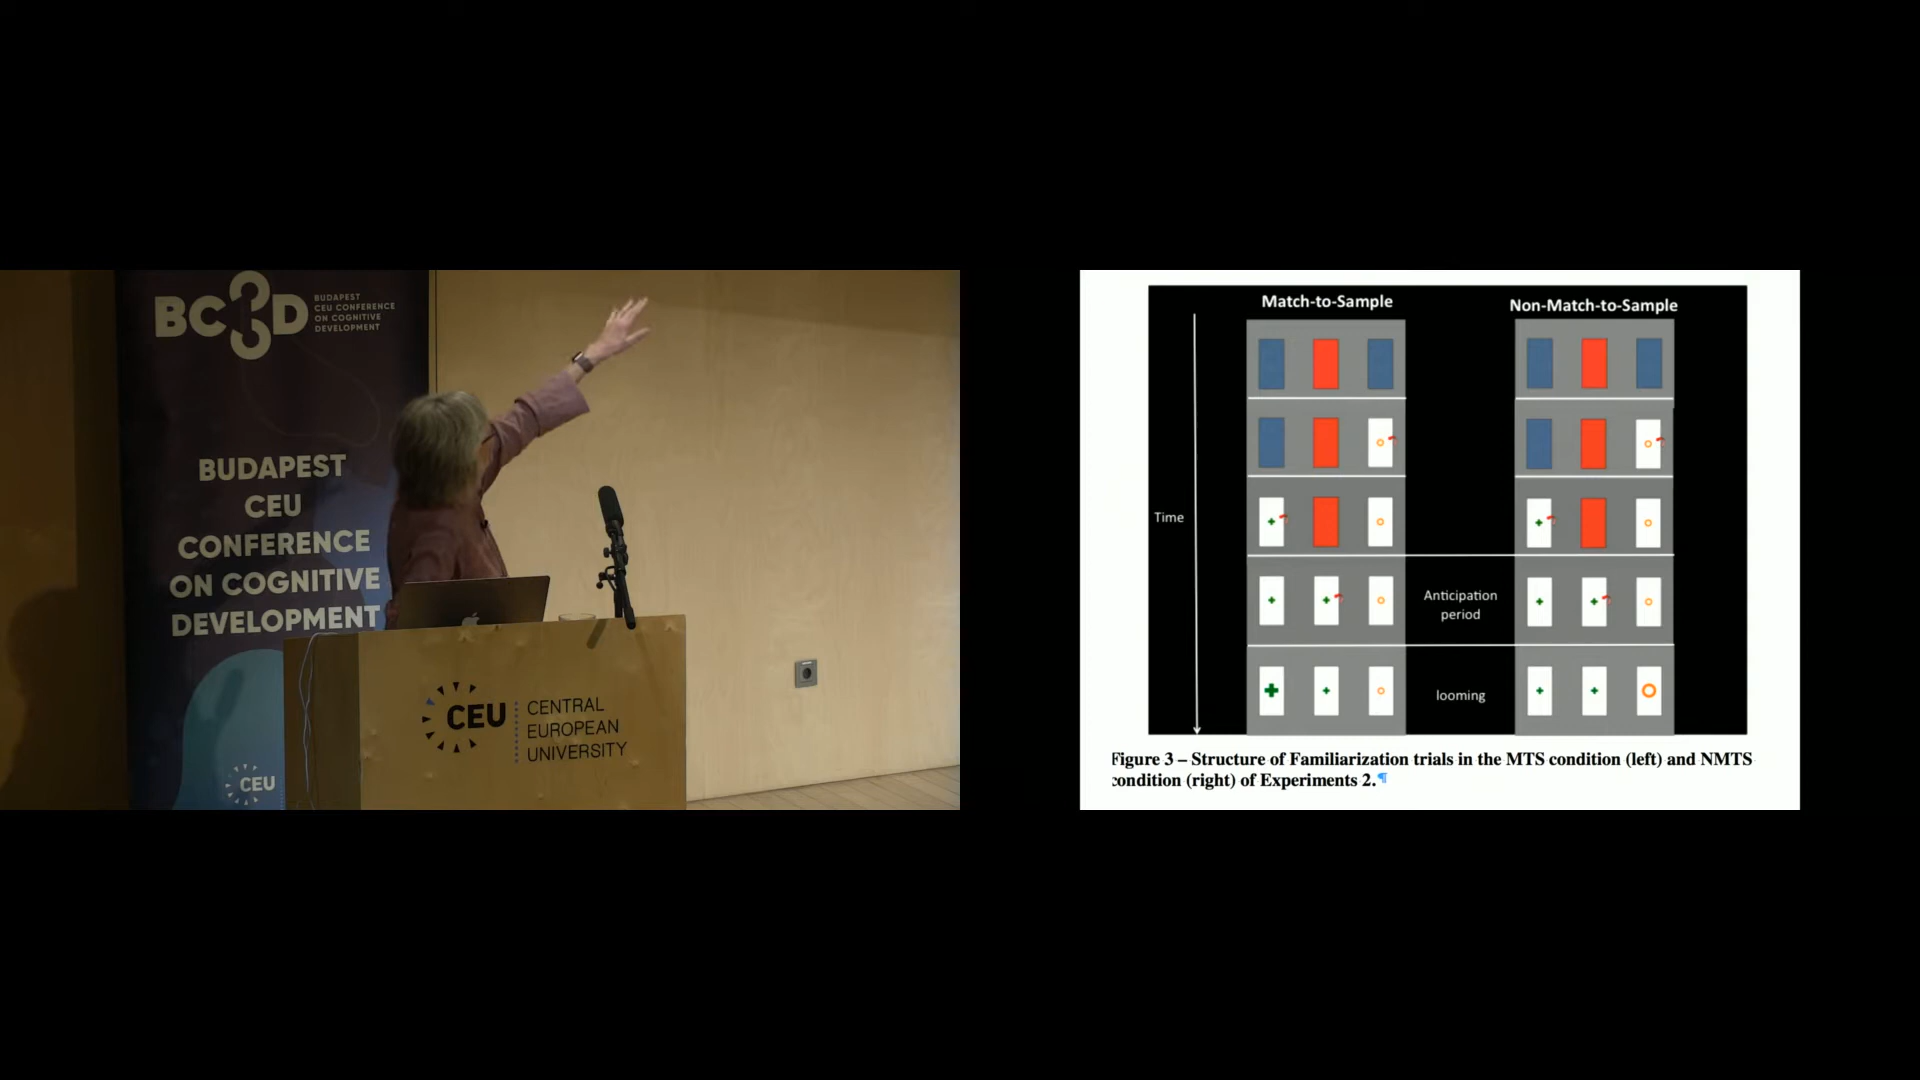 BC3D
BUDAPEST
CEU CONFERENCE
ON COGNITIVE
DEVELOPMENT
BUDAPEST
CEU
CONFERENCE
ON COGNITIVE
DEVELOPMENT
CEU
CEU
CENTRAL
EUROPEAN
UNIVERSITY
Match-to-Sample
Non-Match-to-Sample
Time
Anticipation
period
looming
Figure 3 – Structure of Familiarization trials in the MTS condition (left) and NMTS
condition (right) of Experiments 2.¶